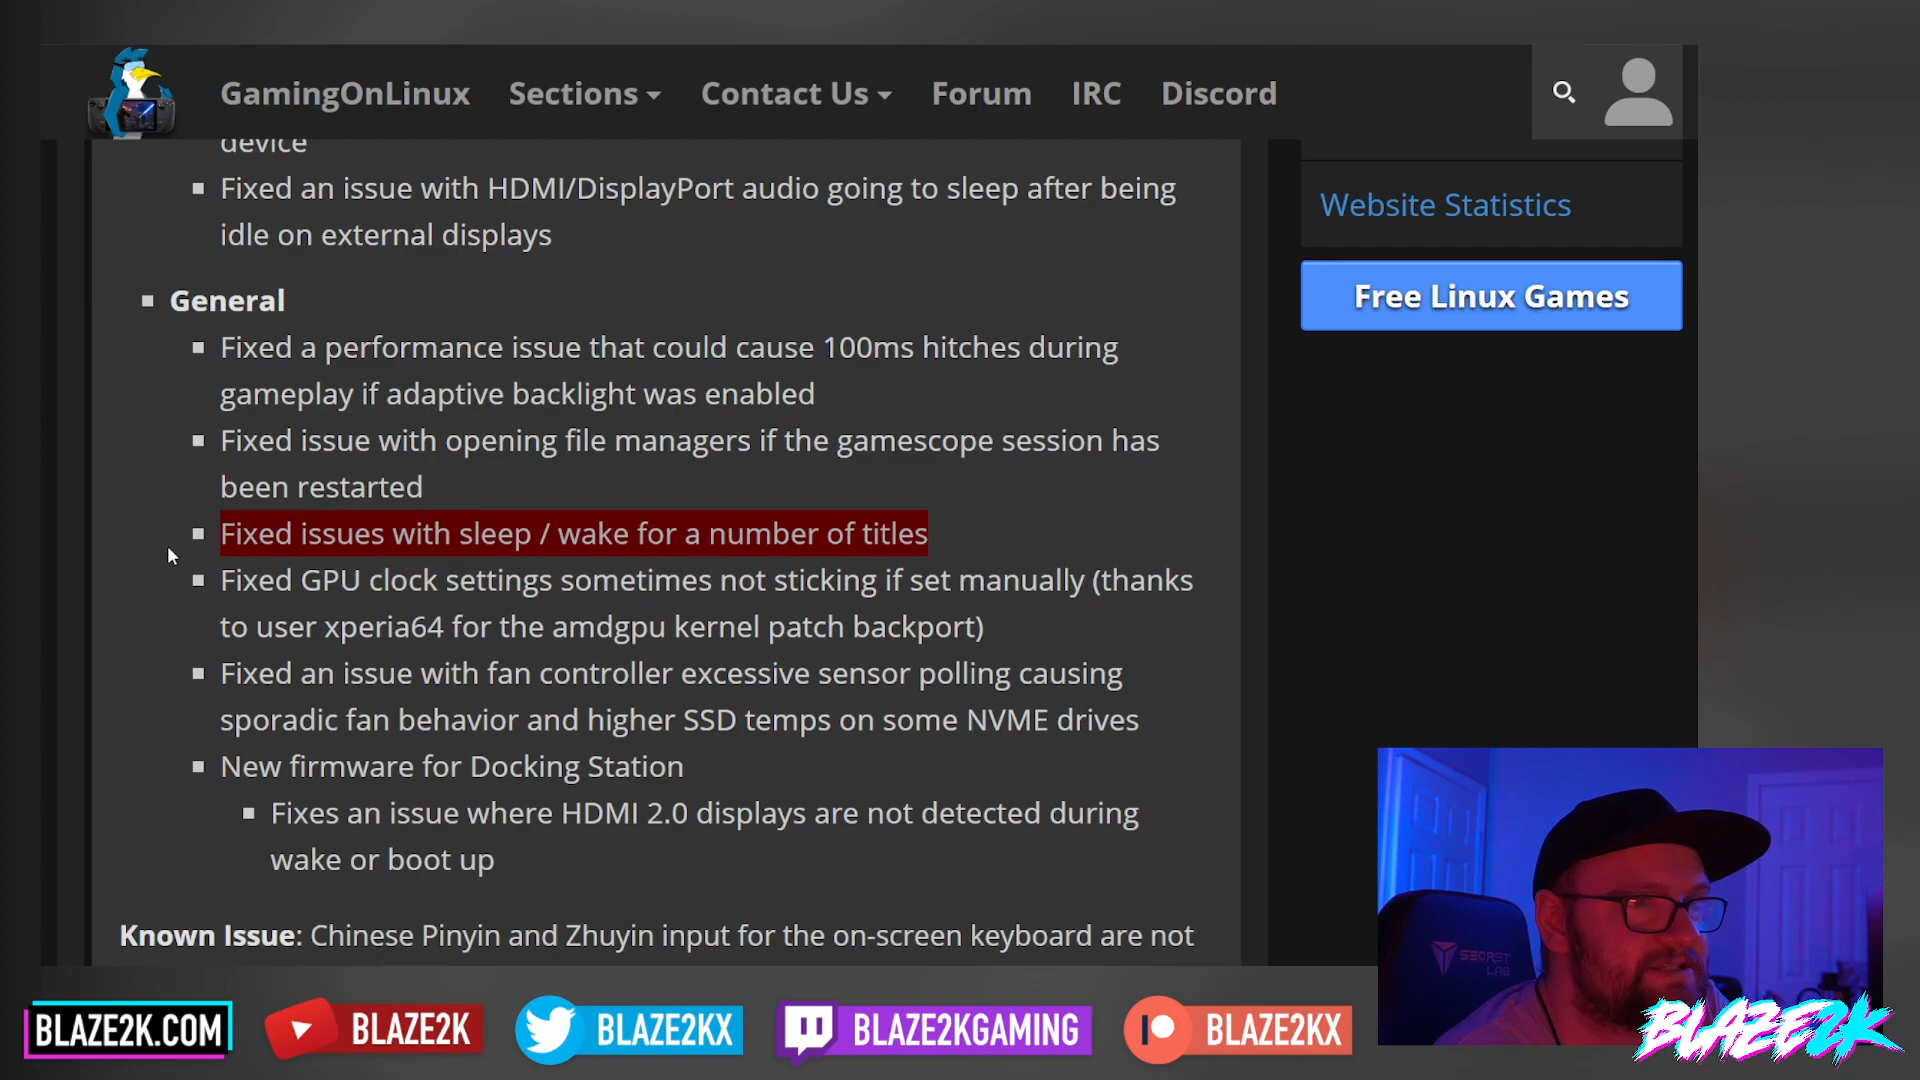 GamingOnLinux Sections Contact Us Forum IRC Discord
device
Fixed an issue with HDMI/DisplayPort audio going to sleep after being
idle on external displays
General
Fixed a performance issue that could cause 100ms hitches during
gameplay if adaptive backlight was enabled
Fixed issue with opening file managers if the gamescope session has
been restarted
Fixed issues with sleep / wake for a number of titles
Fixed GPU clock settings sometimes not sticking if set manually (thanks
to user xperia64 for the amdgpu kernel patch backport)
Fixed an issue with fan controller excessive sensor polling causing
sporadic fan behavior and higher SSD temps on some NVME drives
New firmware for Docking Station
Fixes an issue where HDMI 2.0 displays are not detected during
wake or boot up
Known Issue: Chinese Pinyin and Zhuyin input for the on-screen keyboard are not
Website Statistics
Free Linux Games
SECRETLAB
BLAZE2K.COM
BLAZE2K
BLAZE2KX
BLAZE2KGAMING
BLAZE2KX
BLAZE2K